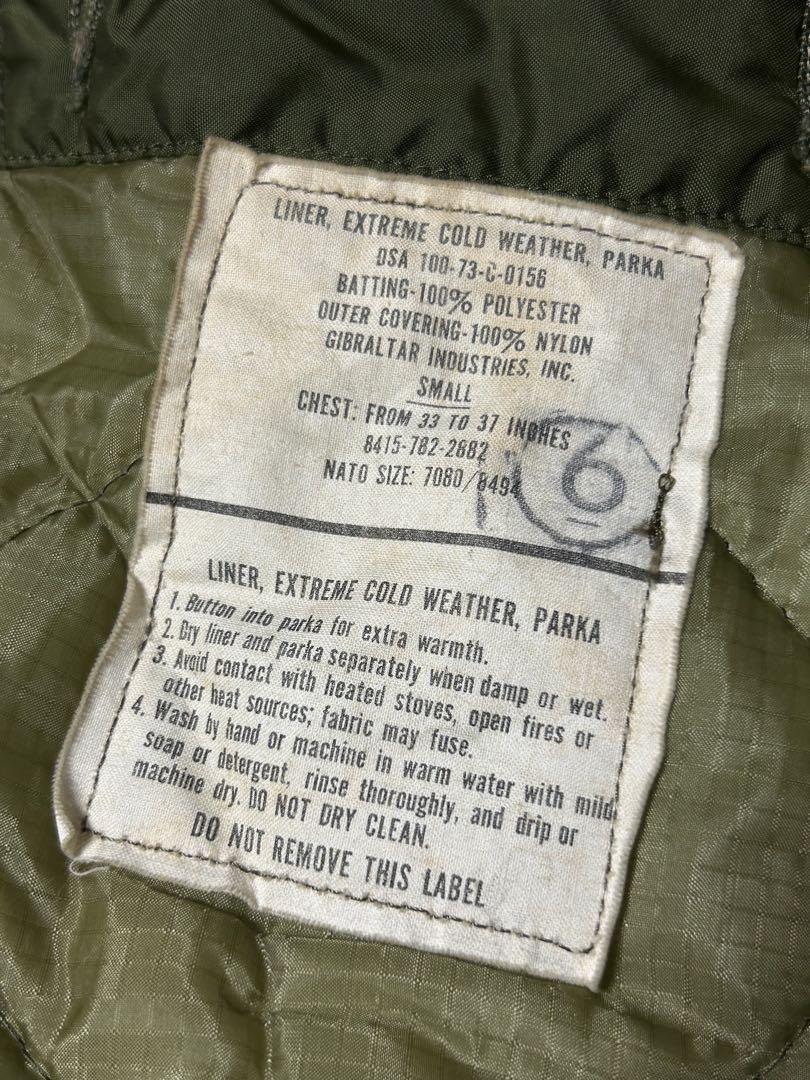 LINER, EXTREME COLD WEATHER, PARKA
DSA 100-73-C-0156
BATTING-100% POLYESTER
OUTER COVERING-100% NYLON
GIBRALTAR INDUSTRIES, INC.
SMALL
CHEST: FROM 33 TO 37 INCHES
8415-782-2882
NATO SIZE: 7080/8494
6
LINER, EXTREME COLD WEATHER, PARKA
1. Button into parka for extra warmth.
2. Dry liner and parka separately when damp or wet.
3. Avoid contact with heated stoves, open fires or
other heat sources; fabric may fuse.
4. Wash by hand or machine in warm water with mild
soap or detergent, rinse thoroughly, and drip or
machine dry. DO NOT DRY CLEAN.
DO NOT REMOVE THIS LABEL